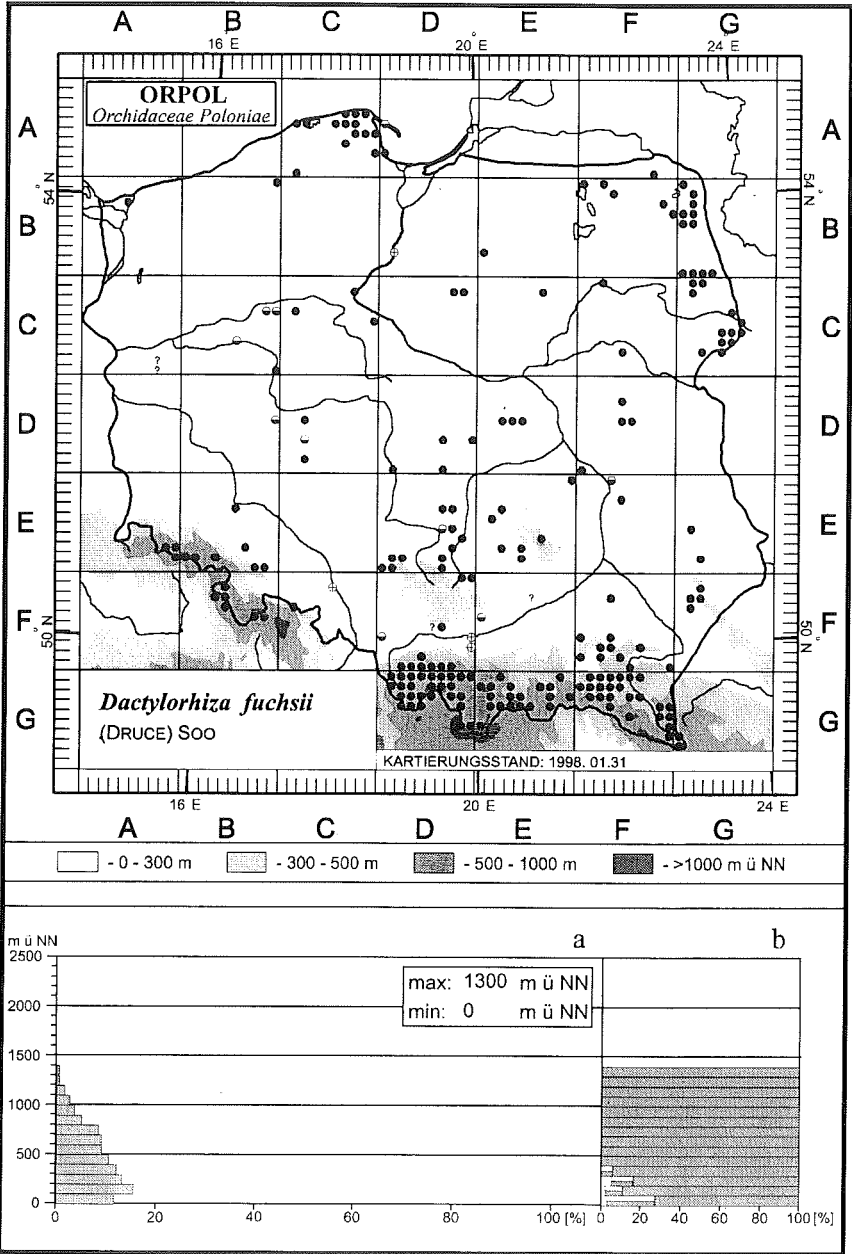 A B C D E F G
16 °E 20 °E 24 °E
ORPOL
Orchidaceae Poloniae
A A
54 °N 54 °N
B B
C C
?
?
D D
E E
?
?
F F
50 °N 50 °N
Dactylorhiza fuchsii
(DRUCE) SOO
G G
KARTIERUNGSSTAND: 1998. 01.31
16 °E 20 °E 24 °E
A B C D E F G
- 0 - 300 m - 300 - 500 m - 500 - 1000 m - >1000 m ü NN
m ü NN a b
2500
max: 1300 m ü NN
min: 0 m ü NN
2000
1500
1000
500
0
0 20 40 60 80 100 [%] 0 20 40 60 80 100 [%]